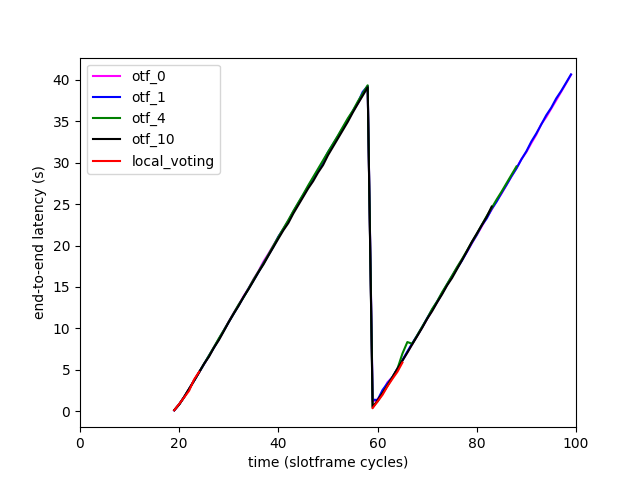 otf_0
otf_1
otf_4
otf_10
local_voting
40
35
30
25
20
15
10
5
0
end-to-end latency (s)
0 20 40 60 80 100
time (slotframe cycles)